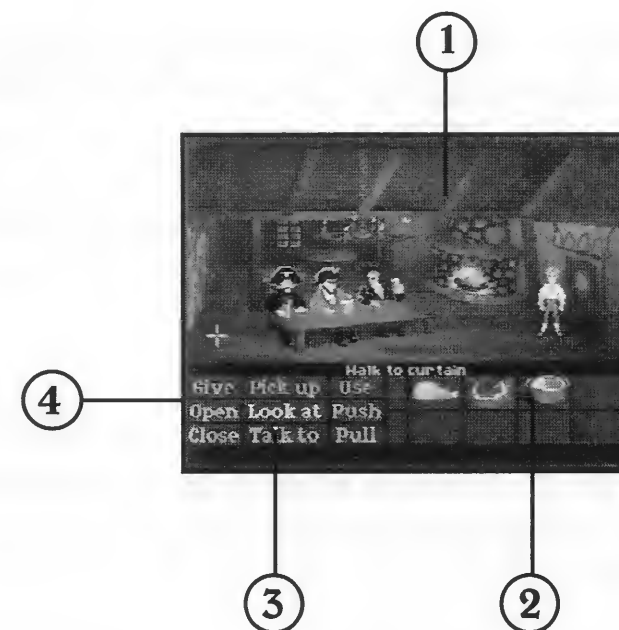 1
Walk to curtain
Give Pick up Use
4
Open Look at Push
Close Talk to Pull
3
2